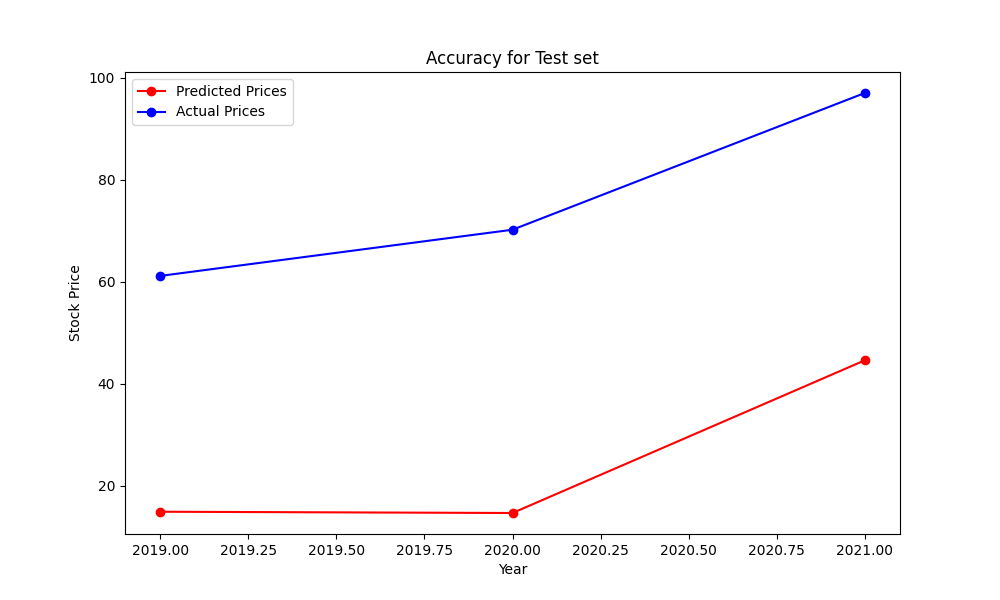 Accuracy for Test set
Predicted Prices
Actual Prices
100
80
60
40
20
Stock Price
2019.00 2019.25 2019.50 2019.75 2020.00 2020.25 2020.50 2020.75 2021.00
Year